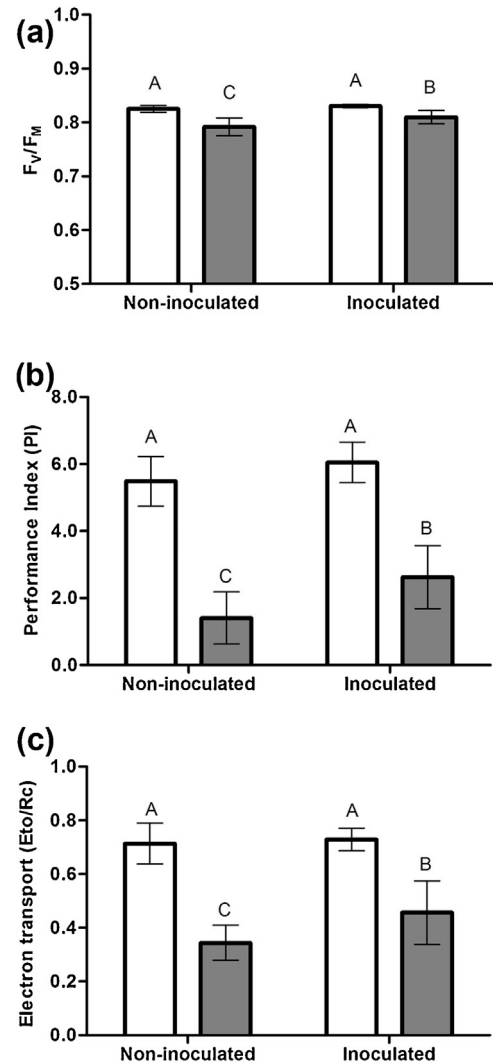 (a)
1.0
0.9
0.8
0.7
0.6
0.5
Fv/FM
A
C
A
B
Non-inoculated
Inoculated
(b)
8.0
6.0
4.0
2.0
0.0
Performance Index (PI)
A
C
A
B
Non-inoculated
Inoculated
(c)
1.0
0.8
0.6
0.4
0.2
0.0
Electron transport (Eto/Rc)
A
C
A
B
Non-inoculated
Inoculated